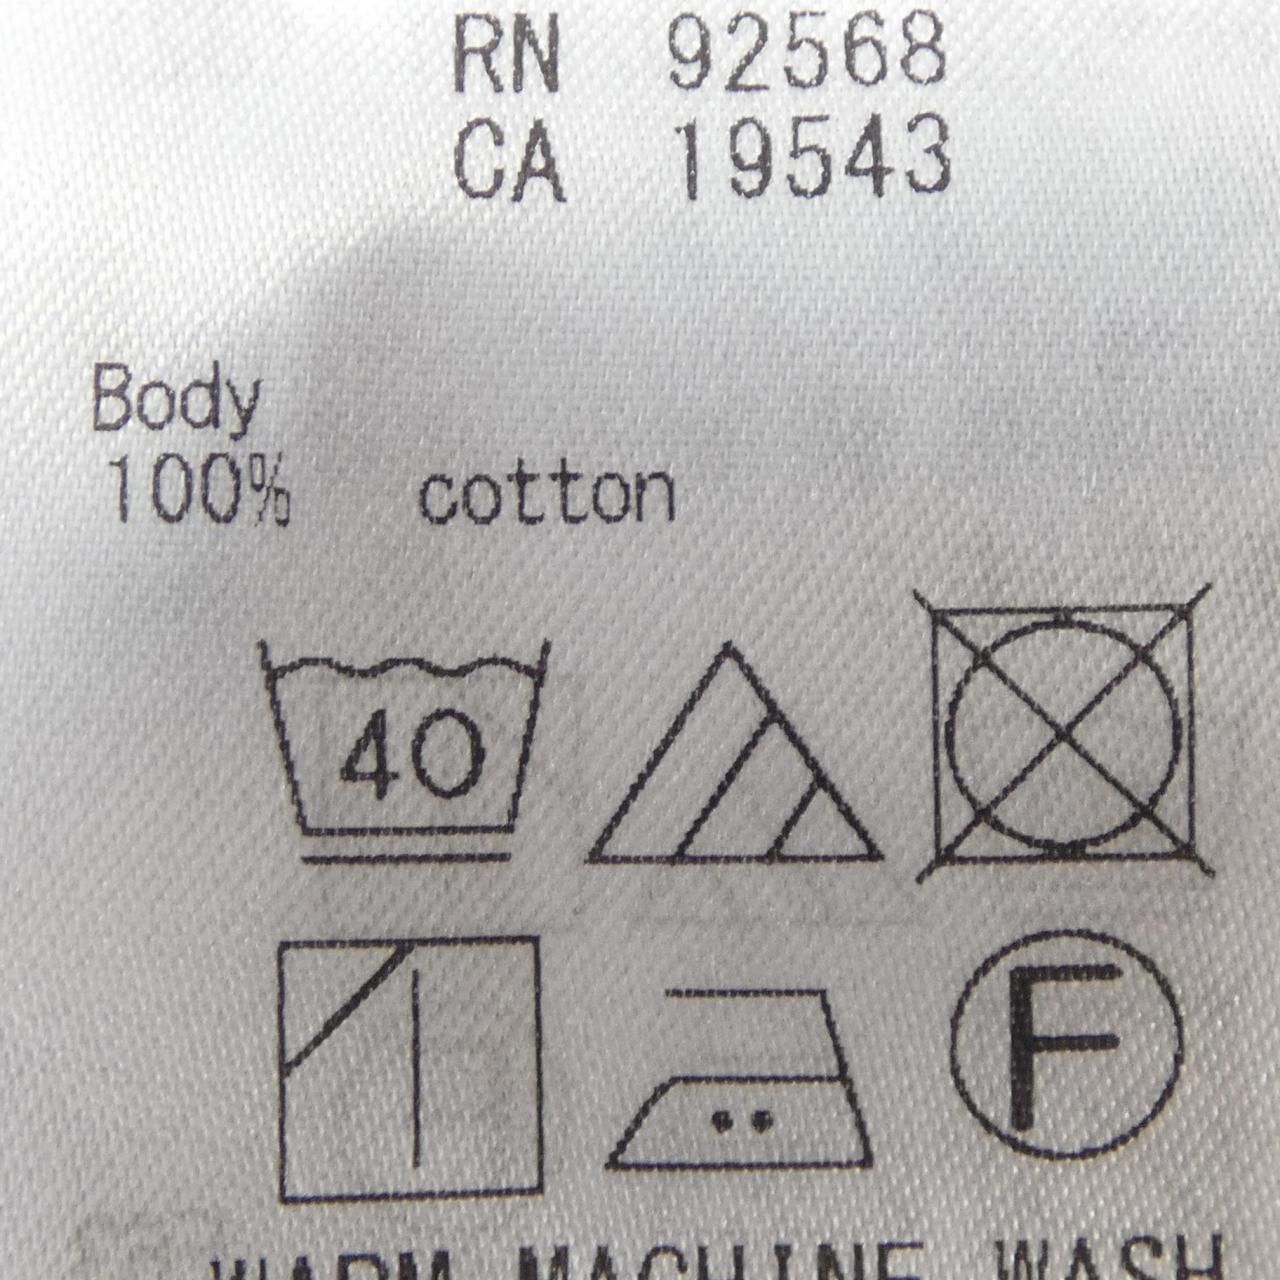 RN 92568
CA 19543
Body
100% cotton
40
F
WARM MACHINE WASH